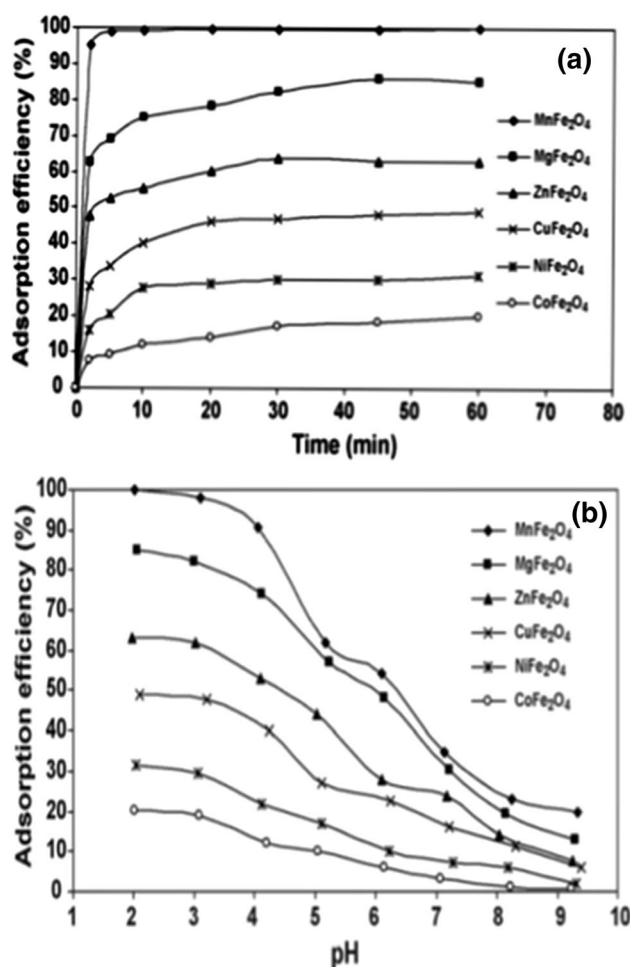 (a)
Adsorption efficiency (%)
100
90
80
70
60
50
40
30
20
10
0
MnFe₂O₄
MgFe₂O₄
ZnFe₂O₄
CuFe₂O₄
NiFe₂O₄
CoFe₂O₄
0 10 20 30 40 50 60 70 80
Time (min)
(b)
Adsorption efficiency (%)
100
90
80
70
60
50
40
30
20
10
0
MnFe₂O₄
MgFe₂O₄
ZnFe₂O₄
CuFe₂O₄
NiFe₂O₄
CoFe₂O₄
1 2 3 4 5 6 7 8 9 10
pH